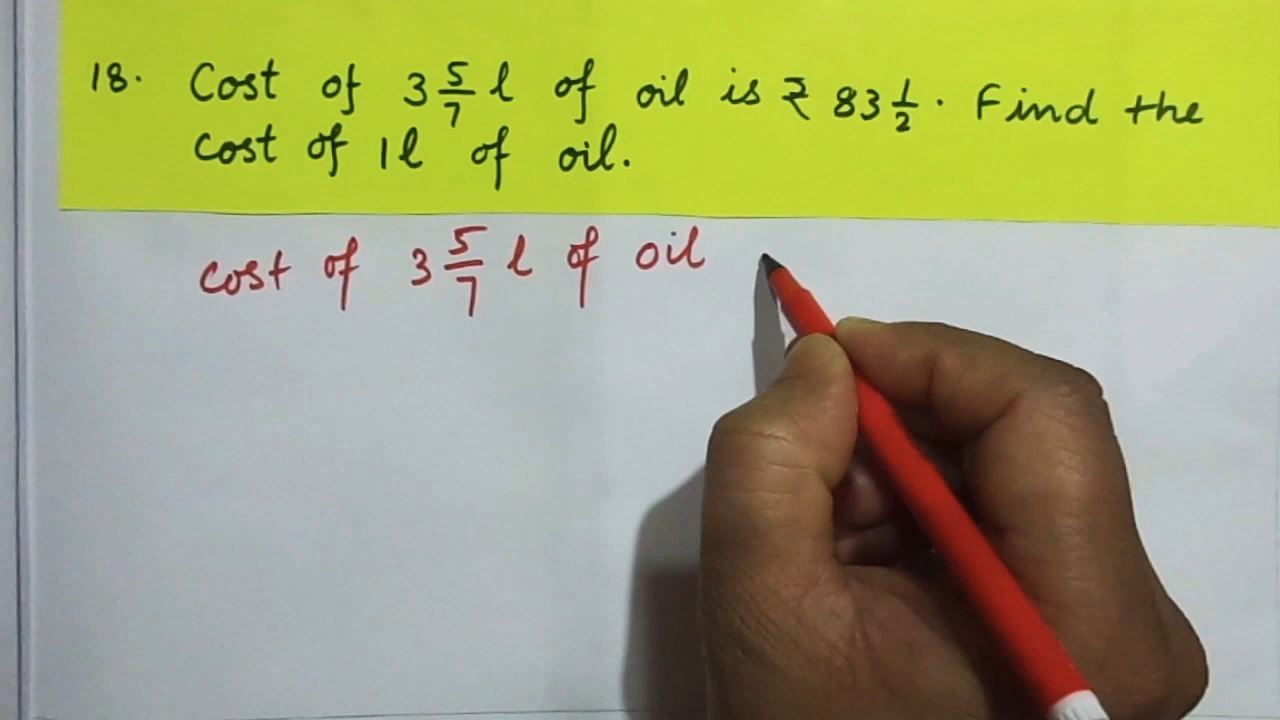 18. Cost of 3 5/7 l of oil is ₹ 83 1/2. Find the
cost of 1l of oil.
cost of 3 5/7 l of oil